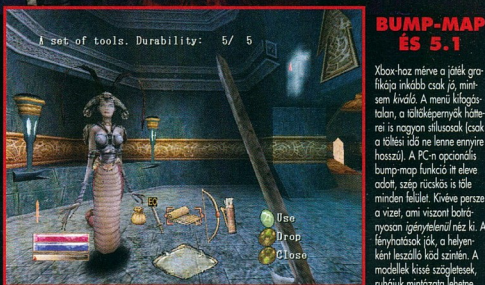 A set of tools. Durability: 5/ 5
Use
Drop
Close
BUMP-MAP
ÉS 5.1
Xbox-hoz mérve a játék gra-
fikája inkább csak jó, mint-
sem kiváló. A menü kifogás-
talan, a töltőképernyők hátte-
rei is nagyon stílusosak (csak
a töltési idő ne lenne ennyire
hosszú). A PC-n opcionális
bump-map funkció itt eleve
adott, szép rücskös is tőle
minden felület. Kivéve persze
a vizet, ami viszont botrá-
nyosan igénytelenül néz ki. A
fényhatások jók, a helyen-
ként leszálló köd szintén. A
modellek kissé szögletesek,
ruhájuk mintázata lehetne